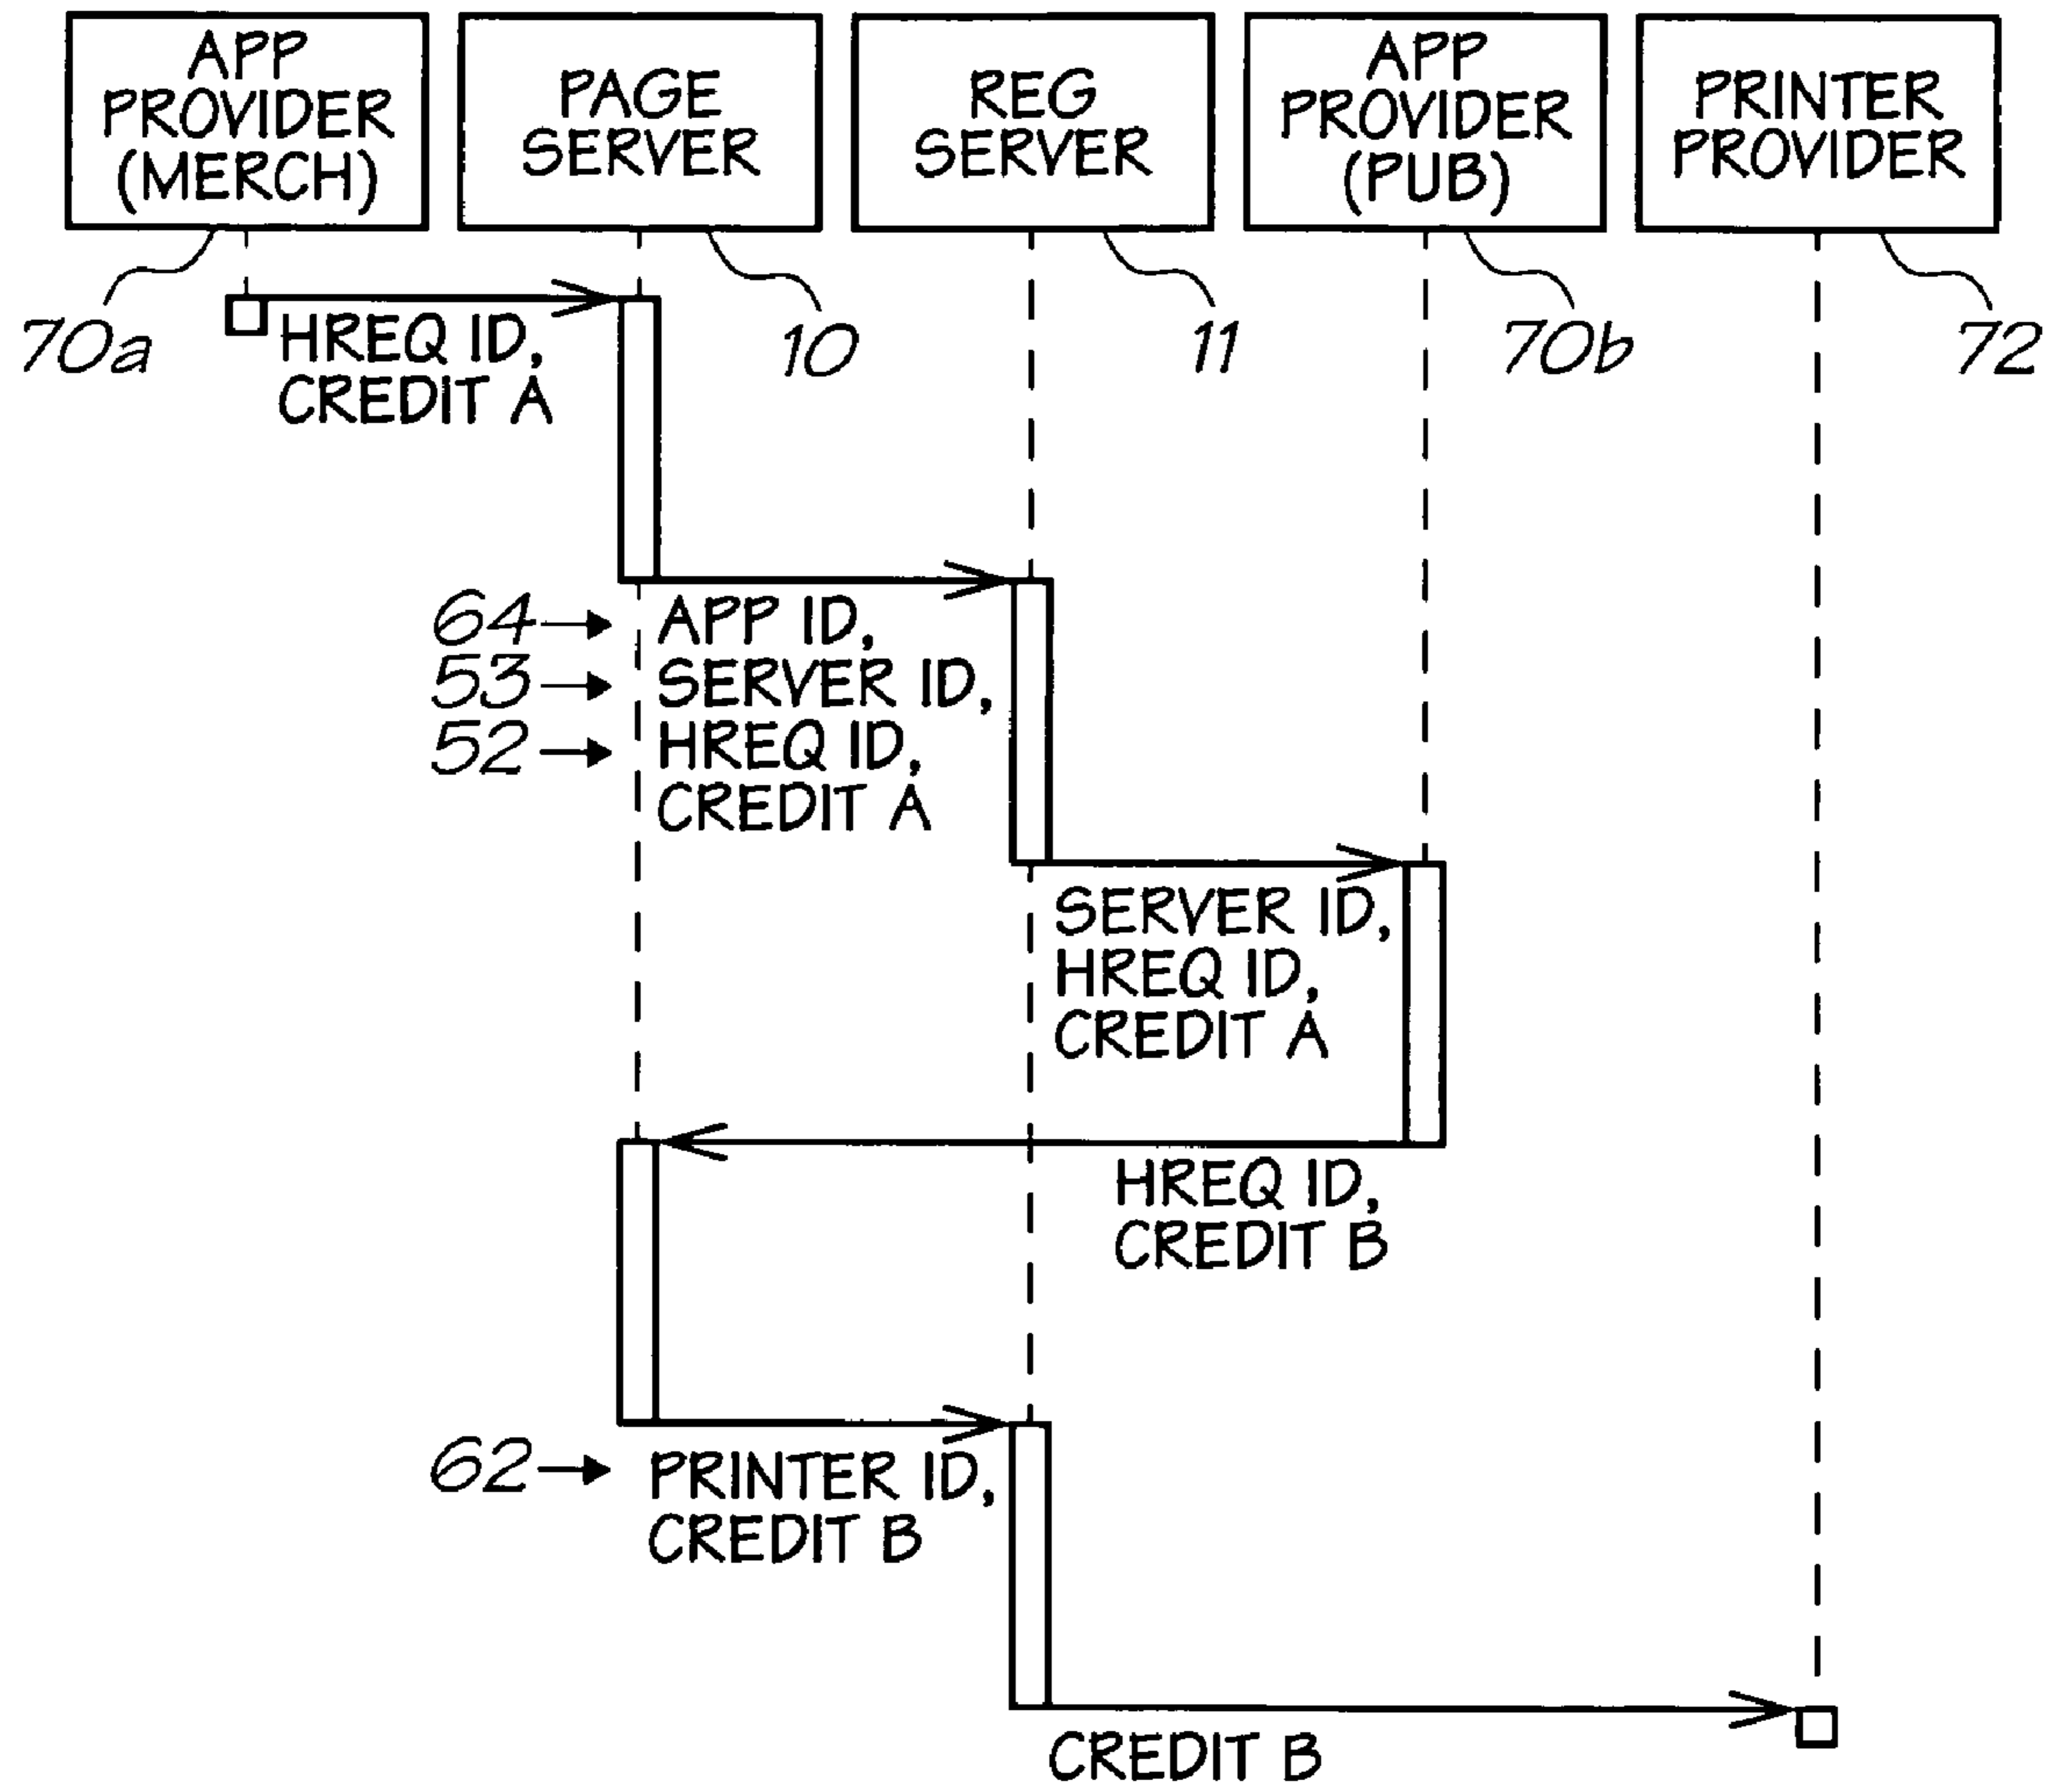 APP
PROVIDER
(MERCH)
PAGE
SERVER
REG
SERVER
APP
PROVIDER
(PUB)
PRINTER
PROVIDER
70a
10
11
70b
72
HREQ ID,
CREDIT A
64
APP ID,
53
SERVER ID,
52
HREQ ID,
CREDIT A
SERVER ID,
HREQ ID,
CREDIT A
HREQ ID,
CREDIT B
62
PRINTER ID,
CREDIT B
CREDIT B